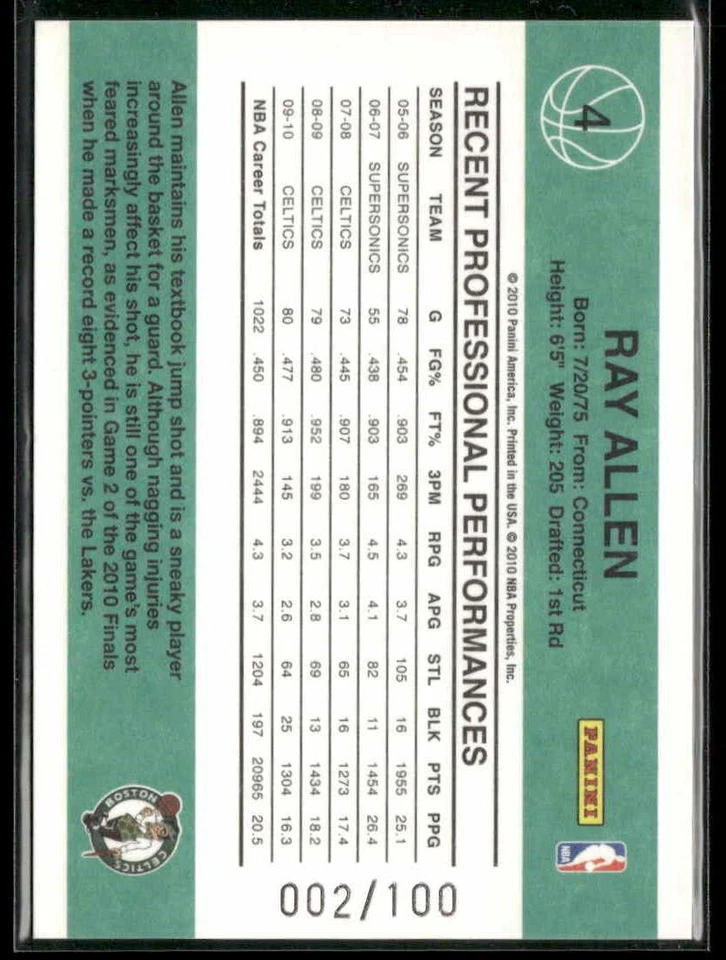 4
RAY ALLEN
Born: 7/20/75 From: Connecticut
Height: 6'5" Weight: 205 Drafted: 1st Rd
PANINI
NBA
© 2010 Panini America, Inc. Printed in the USA. © 2010 NBA Properties, Inc.
RECENT PROFESSIONAL PERFORMANCES
SEASON TEAM G FG% FT% 3PM RPG APG STL BLK PTS PPG
05-06 SUPERSONICS 78 .454 .903 269 4.3 3.7 105 16 1955 25.1
06-07 SUPERSONICS 55 .438 .903 165 4.5 4.1 82 11 1454 26.4
07-08 CELTICS 73 .445 .907 180 3.7 3.1 65 16 1273 17.4
08-09 CELTICS 79 .480 .952 199 3.5 2.8 69 13 1434 18.2
09-10 CELTICS 80 .477 .913 145 3.2 2.6 64 25 1304 16.3
NBA Career Totals 1022 .450 .894 2444 4.3 3.7 1204 197 20965 20.5
002/100
Allen maintains his textbook jump shot and is a sneaky player
around the basket for a guard. Although nagging injuries
increasingly affect his shot, he is still one of the game's most
feared marksmen, as evidenced in Game 2 of the 2010 Finals
when he made a record eight 3-pointers vs. the Lakers.
BOSTON
CELTICS